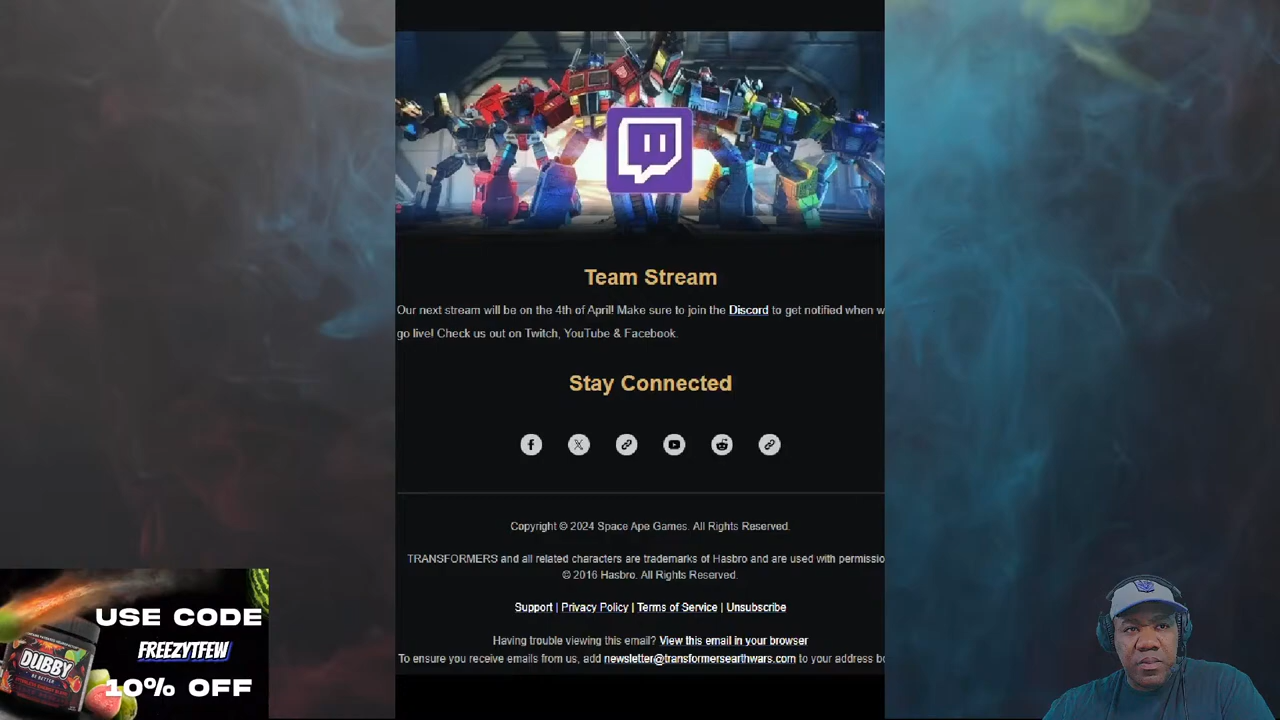 Team Stream
Our next stream will be on the 4th of April! Make sure to join the Discord to get notified when w
go live! Check us out on Twitch, YouTube & Facebook.
Stay Connected
Copyright © 2024 Space Ape Games. All Rights Reserved.
TRANSFORMERS and all related characters are trademarks of Hasbro and are used with permissio
© 2016 Hasbro. All Rights Reserved.
Support | Privacy Policy | Terms of Service | Unsubscribe
Having trouble viewing this email? View this email in your browser
To ensure you receive emails from us, add newsletter@transformersearthwars.com to your address bo
USE CODE
FREEZYTFEW
10% OFF
DUBBY
BE BETTER